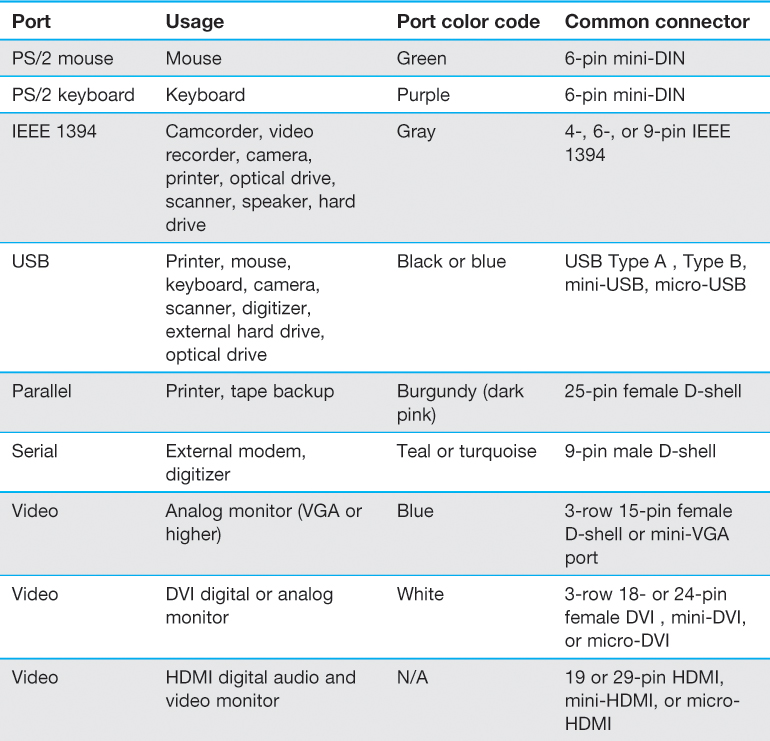 Port Usage Port color code Common connector
PS/2 mouse Mouse Green 6-pin mini-DIN
PS/2 keyboard Keyboard Purple 6-pin mini-DIN
IEEE 1394 Camcorder, video Gray 4-, 6-, or 9-pin IEEE
recorder, camera, 1394
printer, optical drive,
scanner, speaker, hard
drive
USB Printer, mouse, Black or blue USB Type A , Type B,
keyboard, camera, mini-USB, micro-USB
scanner, digitizer,
external hard drive,
optical drive
Parallel Printer, tape backup Burgundy (dark 25-pin female D-shell
pink)
Serial External modem, Teal or turquoise 9-pin male D-shell
digitizer
Video Analog monitor (VGA or Blue 3-row 15-pin female
higher) D-shell or mini-VGA
port
Video DVI digital or analog White 3-row 18- or 24-pin
monitor female DVI , mini-DVI,
or micro-DVI
Video HDMI digital audio and N/A 19 or 29-pin HDMI,
video monitor mini-HDMI, or micro-
HDMI